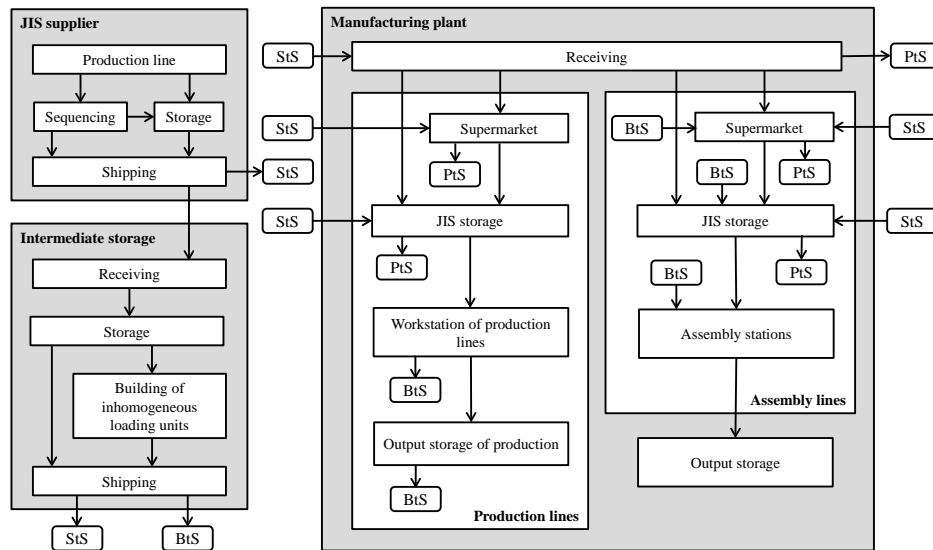 JIS supplier
Production line
Sequencing
Storage
Shipping
StS
Intermediate storage
Receiving
Storage
Building of
inhomogeneous
loading units
Shipping
StS
BtS
Manufacturing plant
StS
Receiving
PtS
StS
Supermarket
PtS
StS
JIS storage
PtS
Workstation of production
lines
BtS
Output storage of production
BtS
Production lines
BtS
Supermarket
StS
BtS
PtS
JIS storage
StS
BtS
PtS
Assembly stations
Assembly lines
Output storage